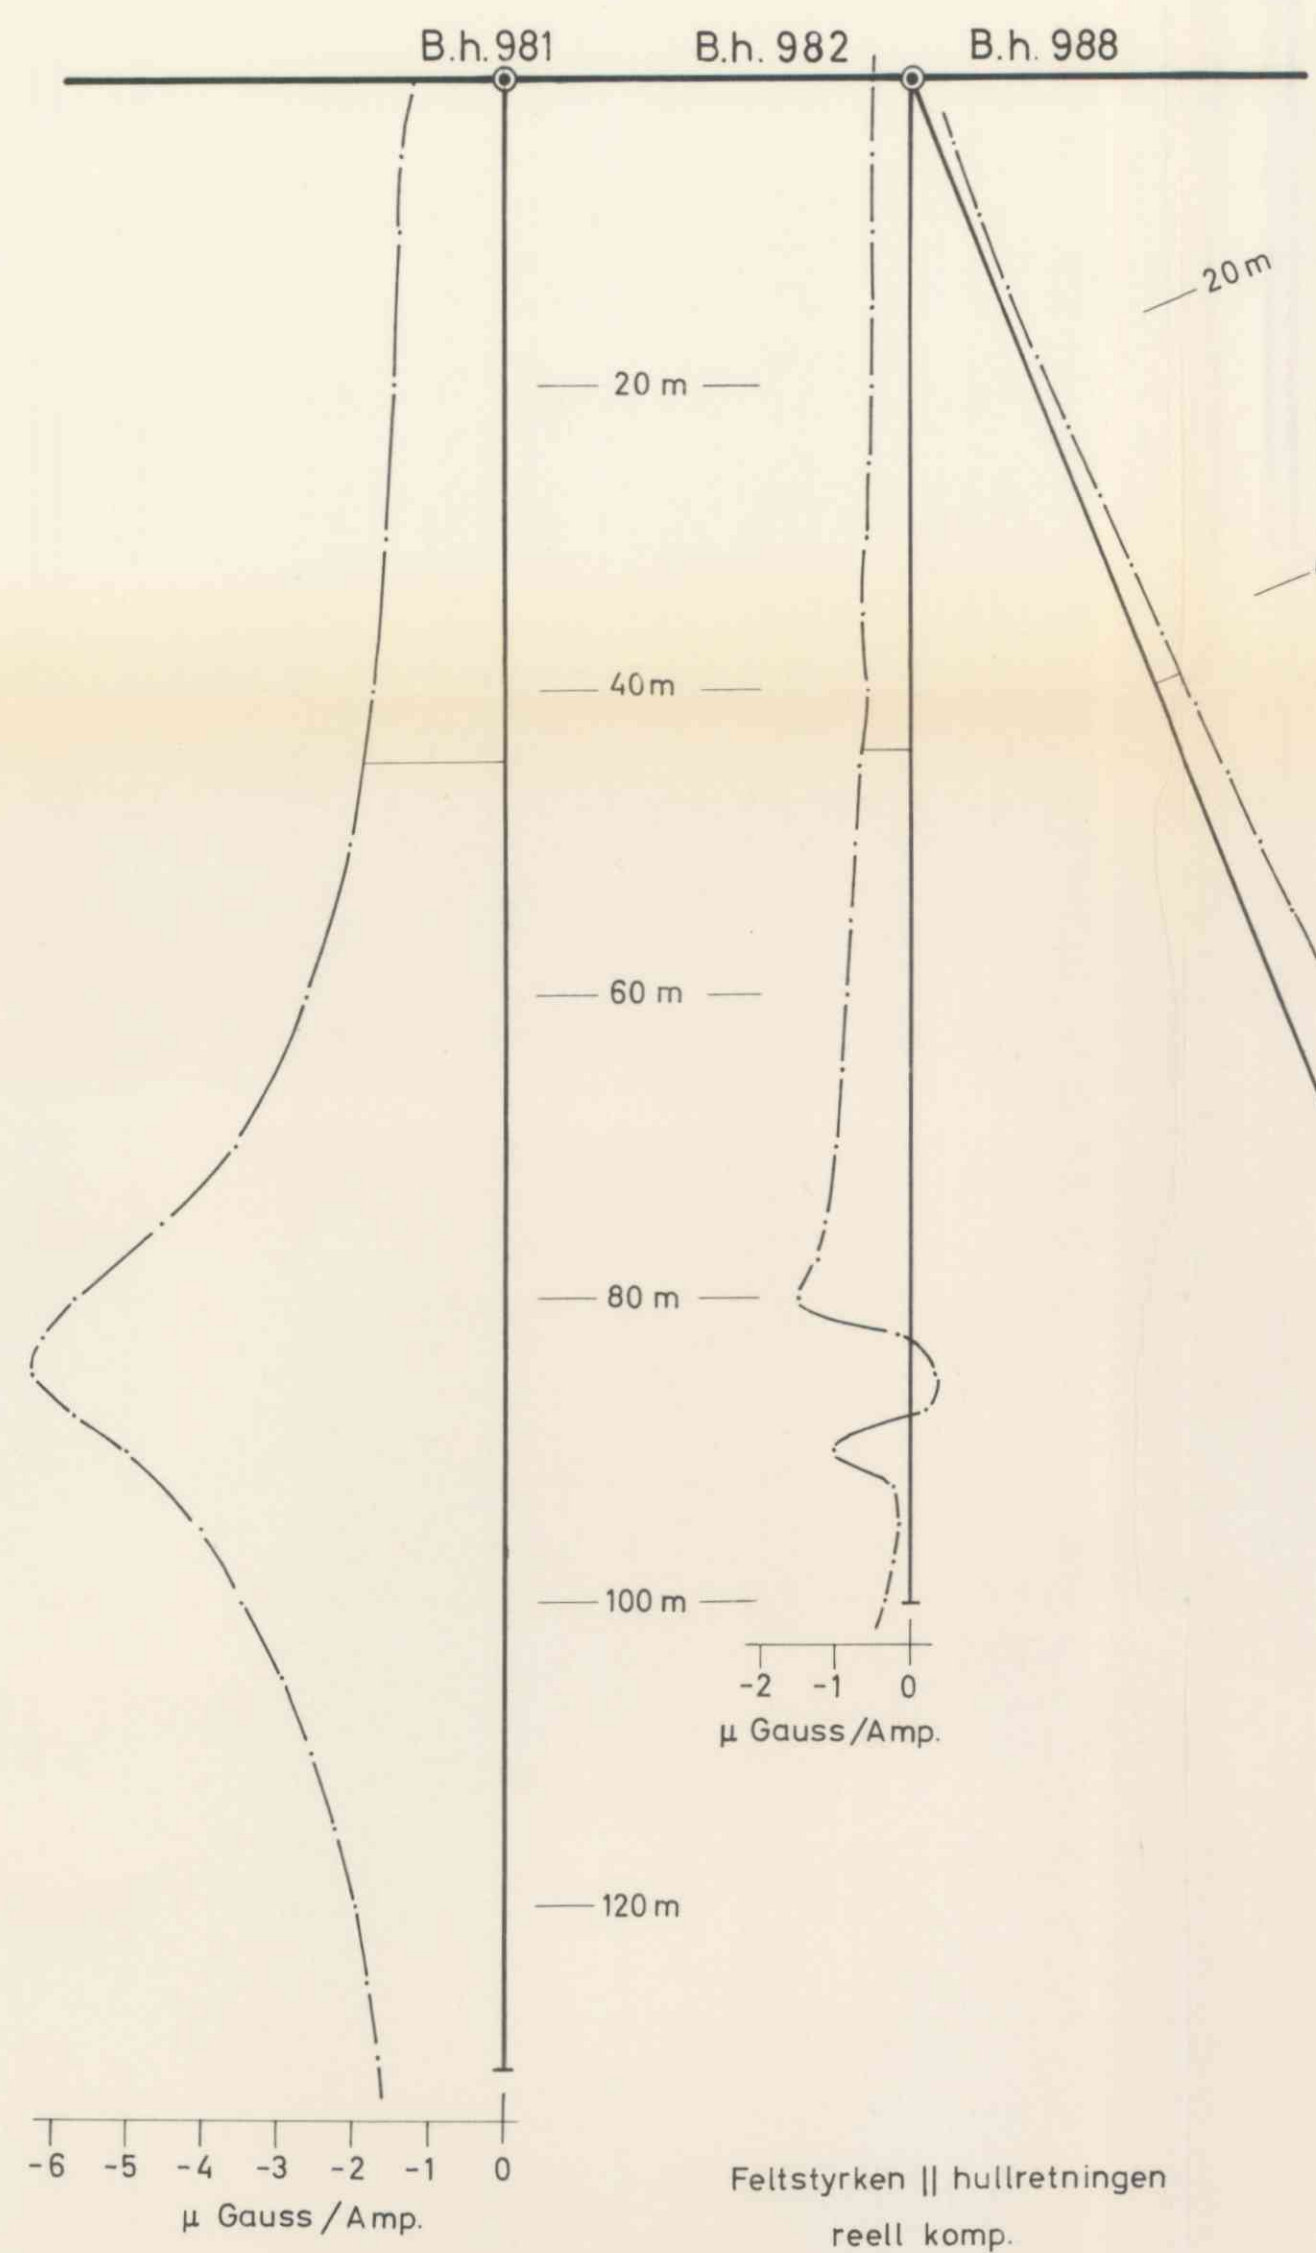 B.h. 981 B.h. 982 B.h. 988
20 m
20 m
40 m
60 m
80 m
100 m
-2 -1 0
µ Gauss/Amp.
120 m
-6 -5 -4 -3 -2 -1 0
µ Gauss/Amp.
Feltstyrken || hullretningen
reell komp.